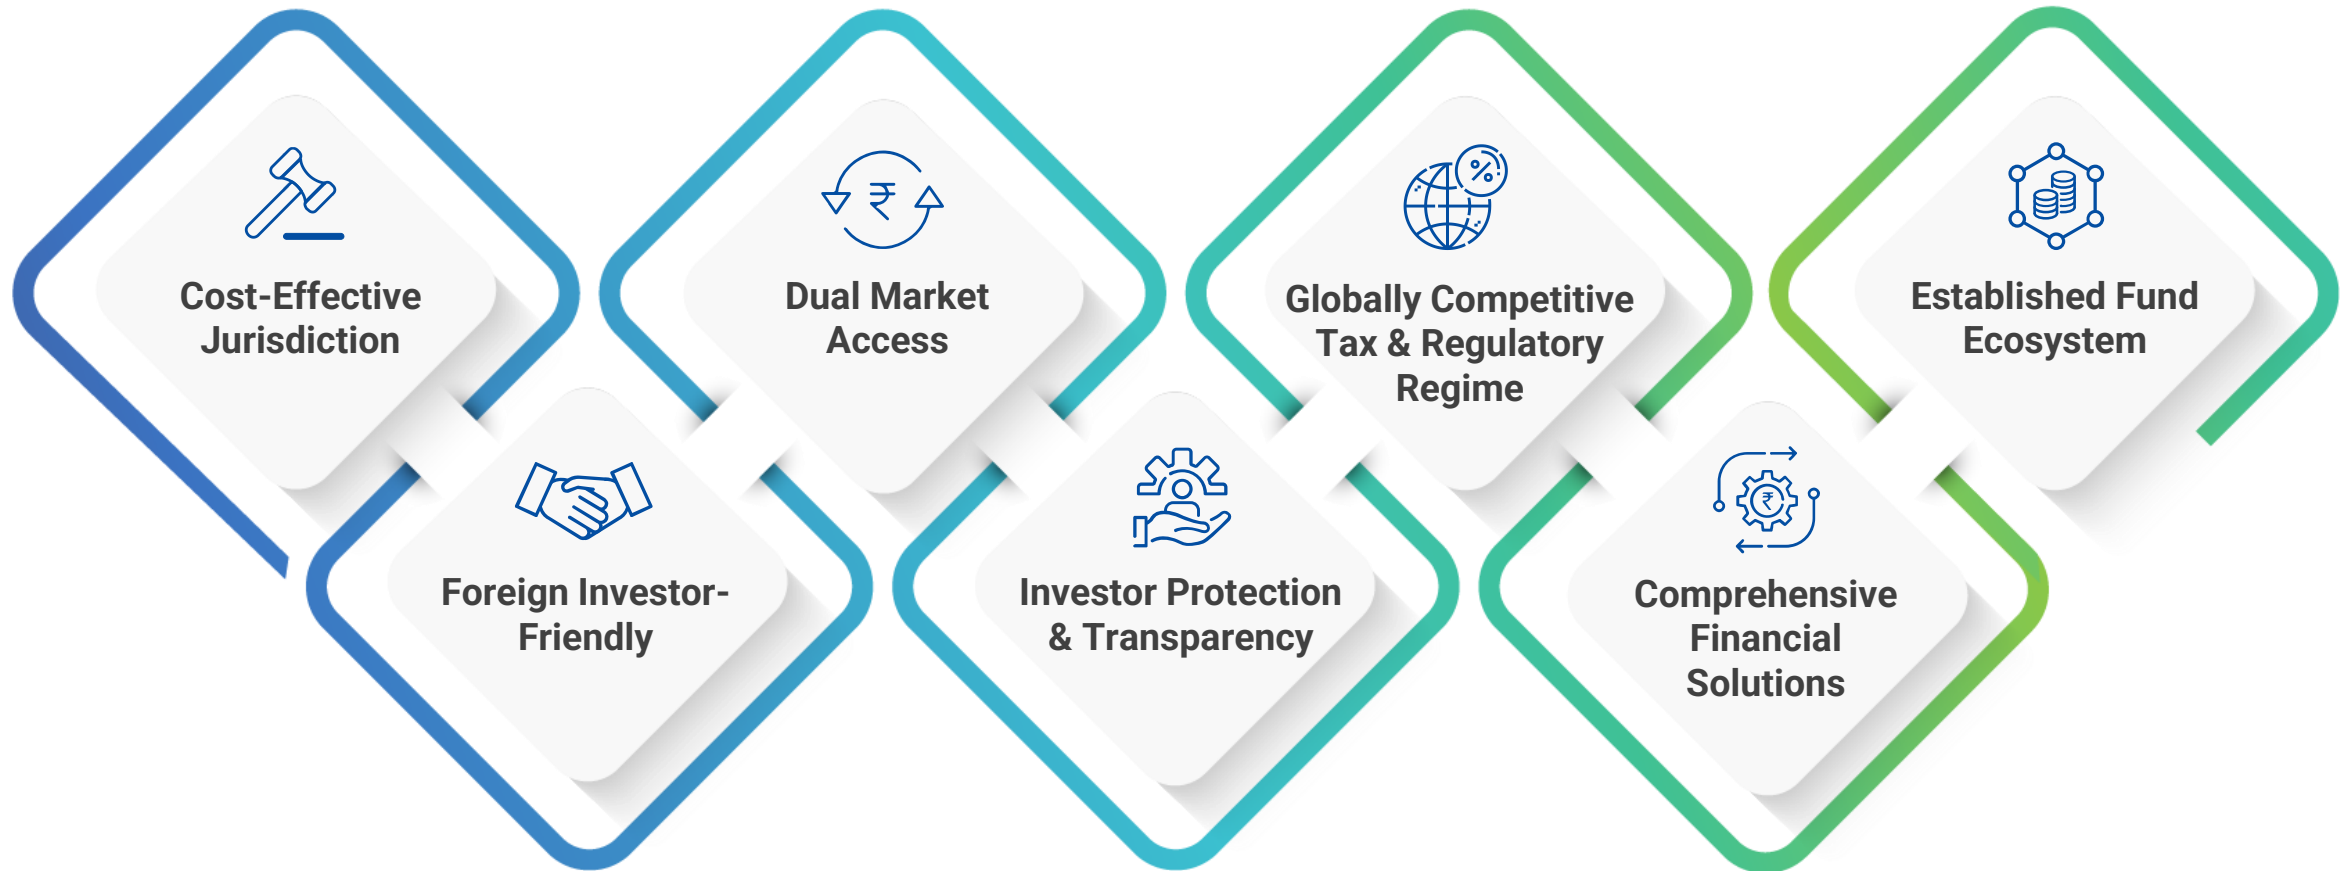 Cost-Effective
Jurisdiction
Foreign Investor-
Friendly
₹
Dual Market
Access
Investor Protection
& Transparency
%
Globally Competitive
Tax & Regulatory
Regime
₹
Comprehensive
Financial
Solutions
Established Fund
Ecosystem